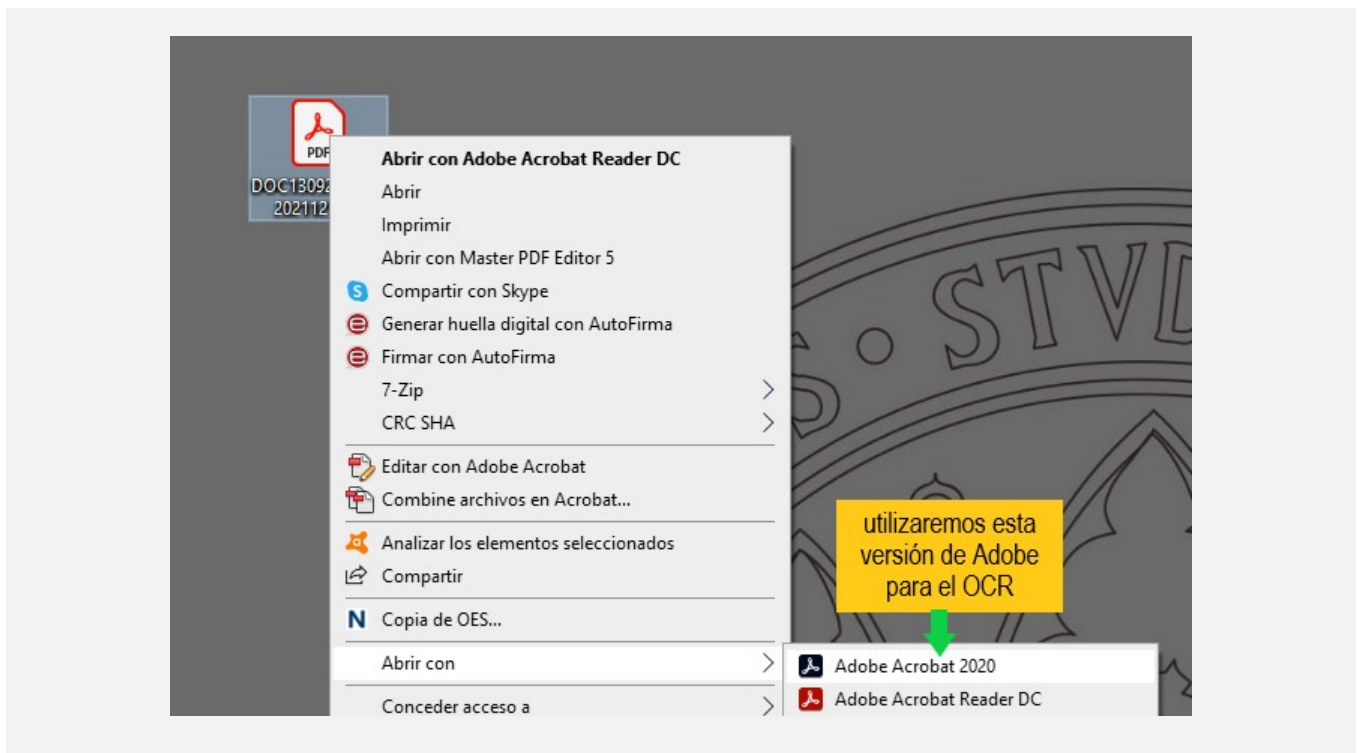 PDF
Abrir con Adobe Acrobat Reader DC
DOC13092
202112
Abrir
Imprimir
Abrir con Master PDF Editor 5
Compartir con Skype
Generar huella digital con AutoFirma
Firmar con AutoFirma
7-Zip
CRC SHA
Editar con Adobe Acrobat
Combine archivos en Acrobat...
Analizar los elementos seleccionados
Compartir
N Copia de OES...
Abrir con
Conceder acceso a
S · STVD
utilizaremos esta
versión de Adobe
para el OCR
Adobe Acrobat 2020
Adobe Acrobat Reader DC